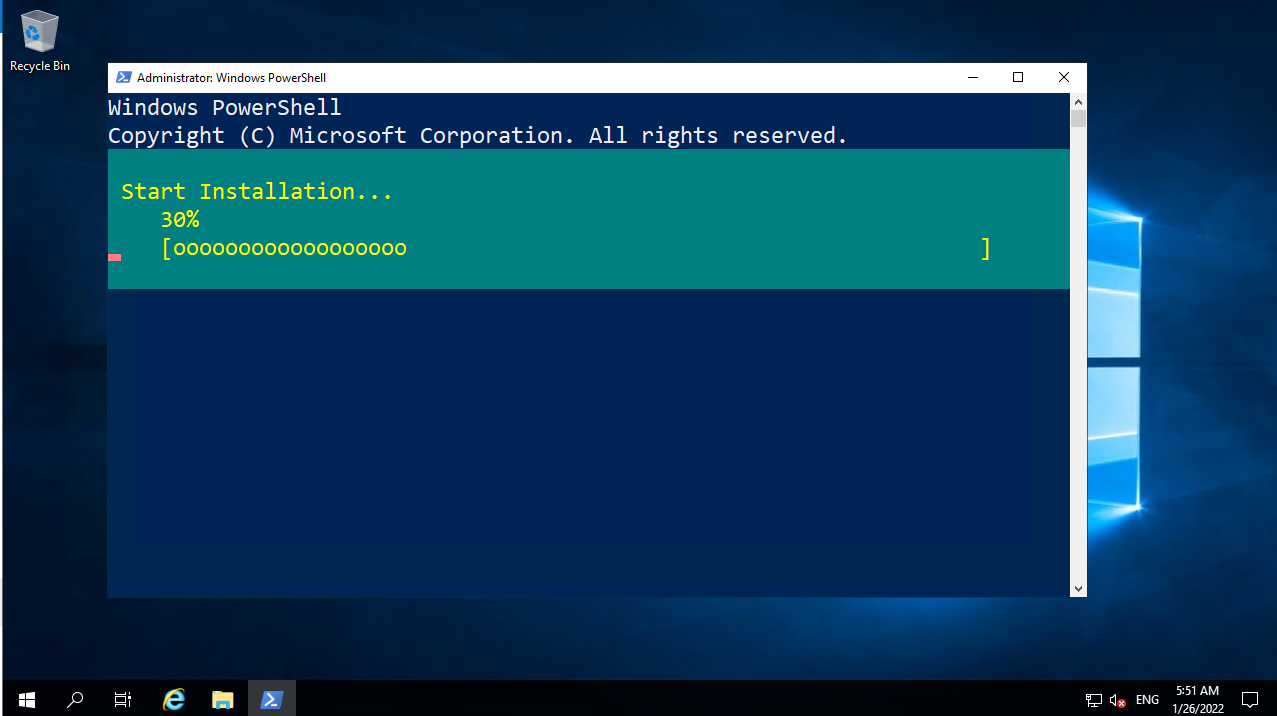 Recycle Bin
Administrator: Windows PowerShell
Windows PowerShell
Copyright (C) Microsoft Corporation. All rights reserved.
Start Installation...
30%
[oooooooooooooooooo ]
ENG
5:51 AM
1/26/2022